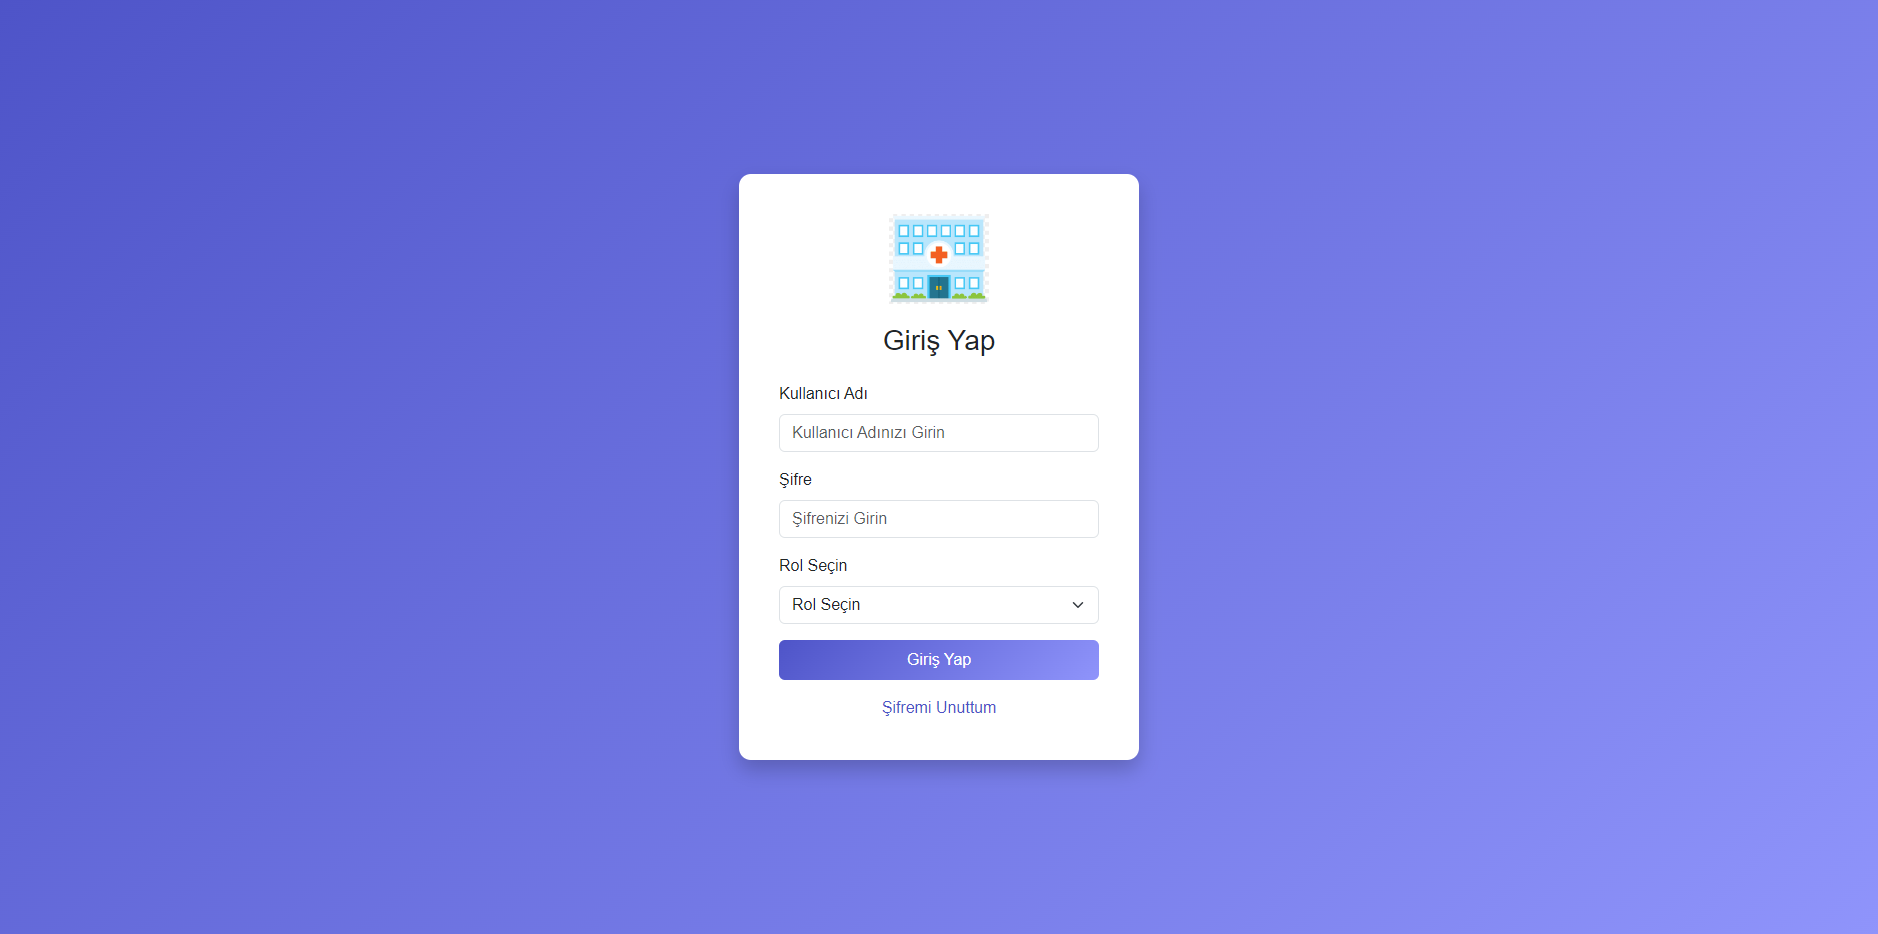 Giriş Yap
Kullanıcı Adı
Kullanıcı Adınızı Girin
Şifre
Şifrenizi Girin
Rol Seçin
Rol Seçin
Giriş Yap
Şifremi Unuttum